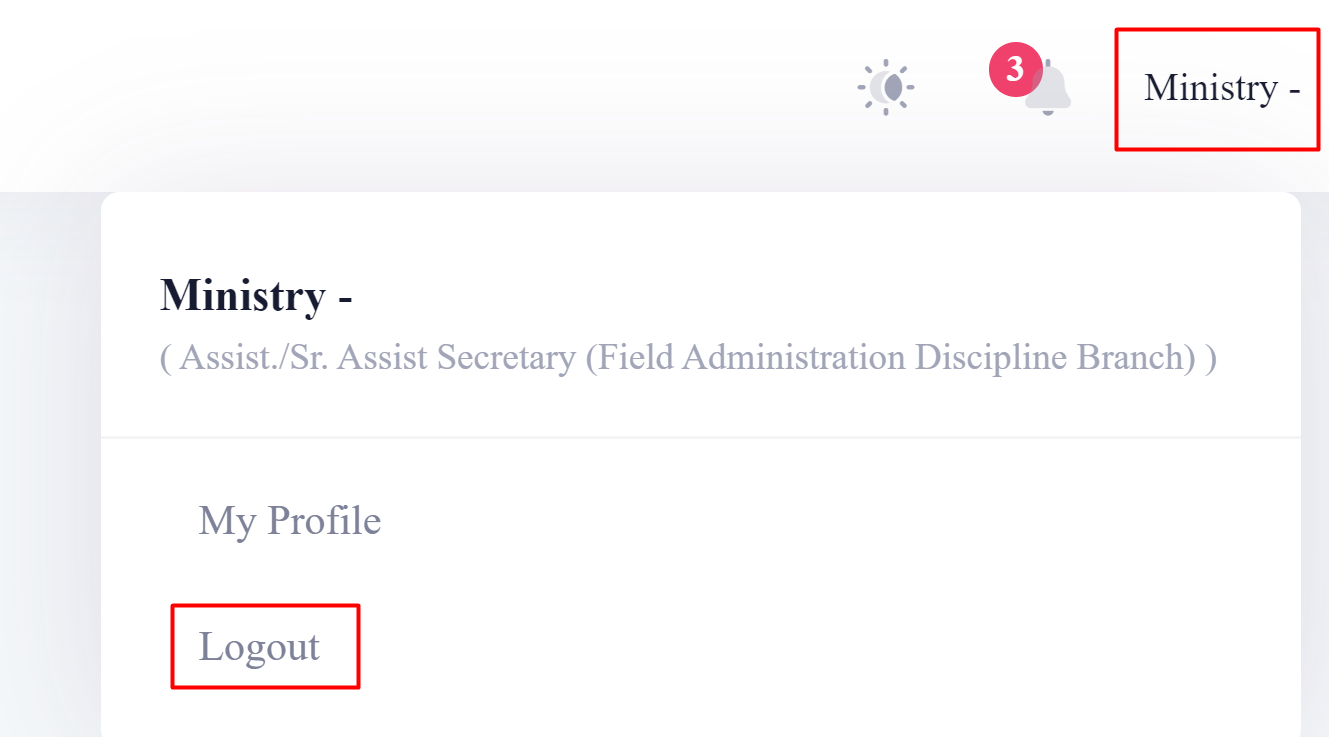 3
Ministry -
Ministry -
( Assist./Sr. Assist Secretary (Field Administration Discipline Branch) )
My Profile
Logout